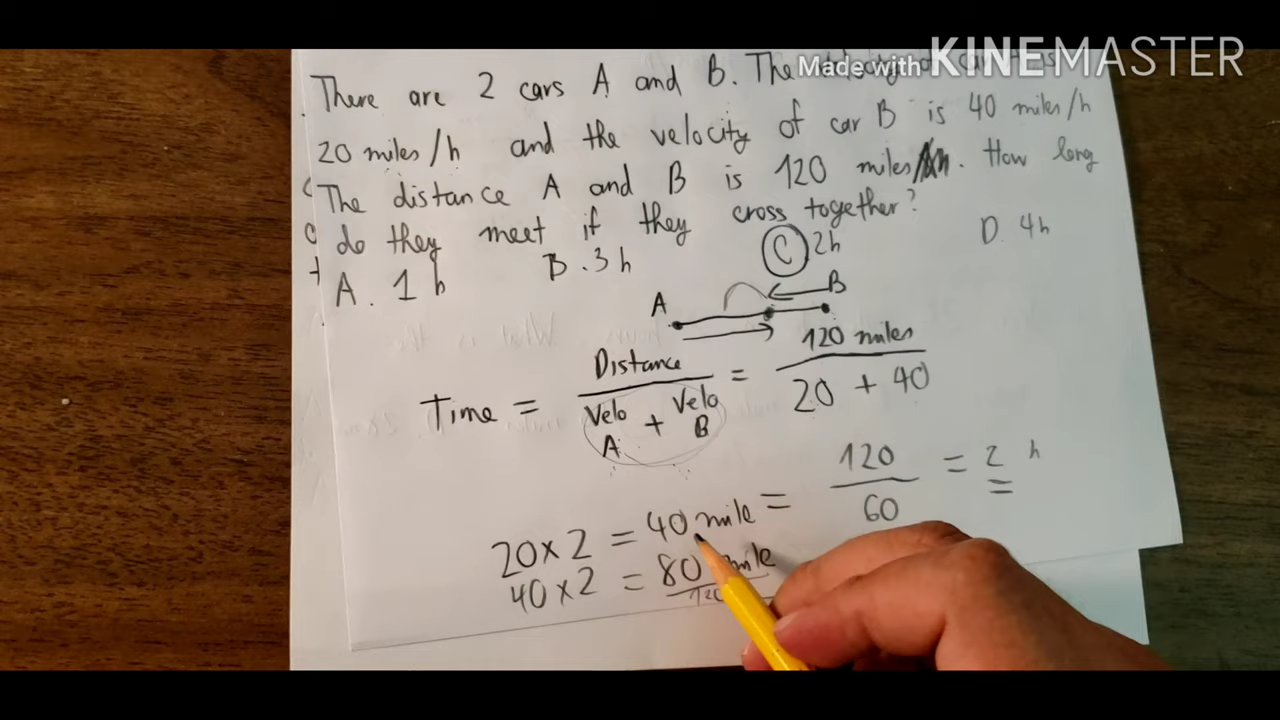 Made with KINEMASTER
There are 2 cars A and B. The
20 miles/h and the velocity of car B is 40 miles/h
The distance A and B is 120 miles . How long
do they meet if they cross together?
A. 1 h B. 3 h C 2h D. 4h
A B
Time = Distance / Velo A + Velo B = 120 miles / 20 + 40
= 120 / 60 = 2 h
20 x 2 = 40 mile
40 x 2 = 80 mile
120